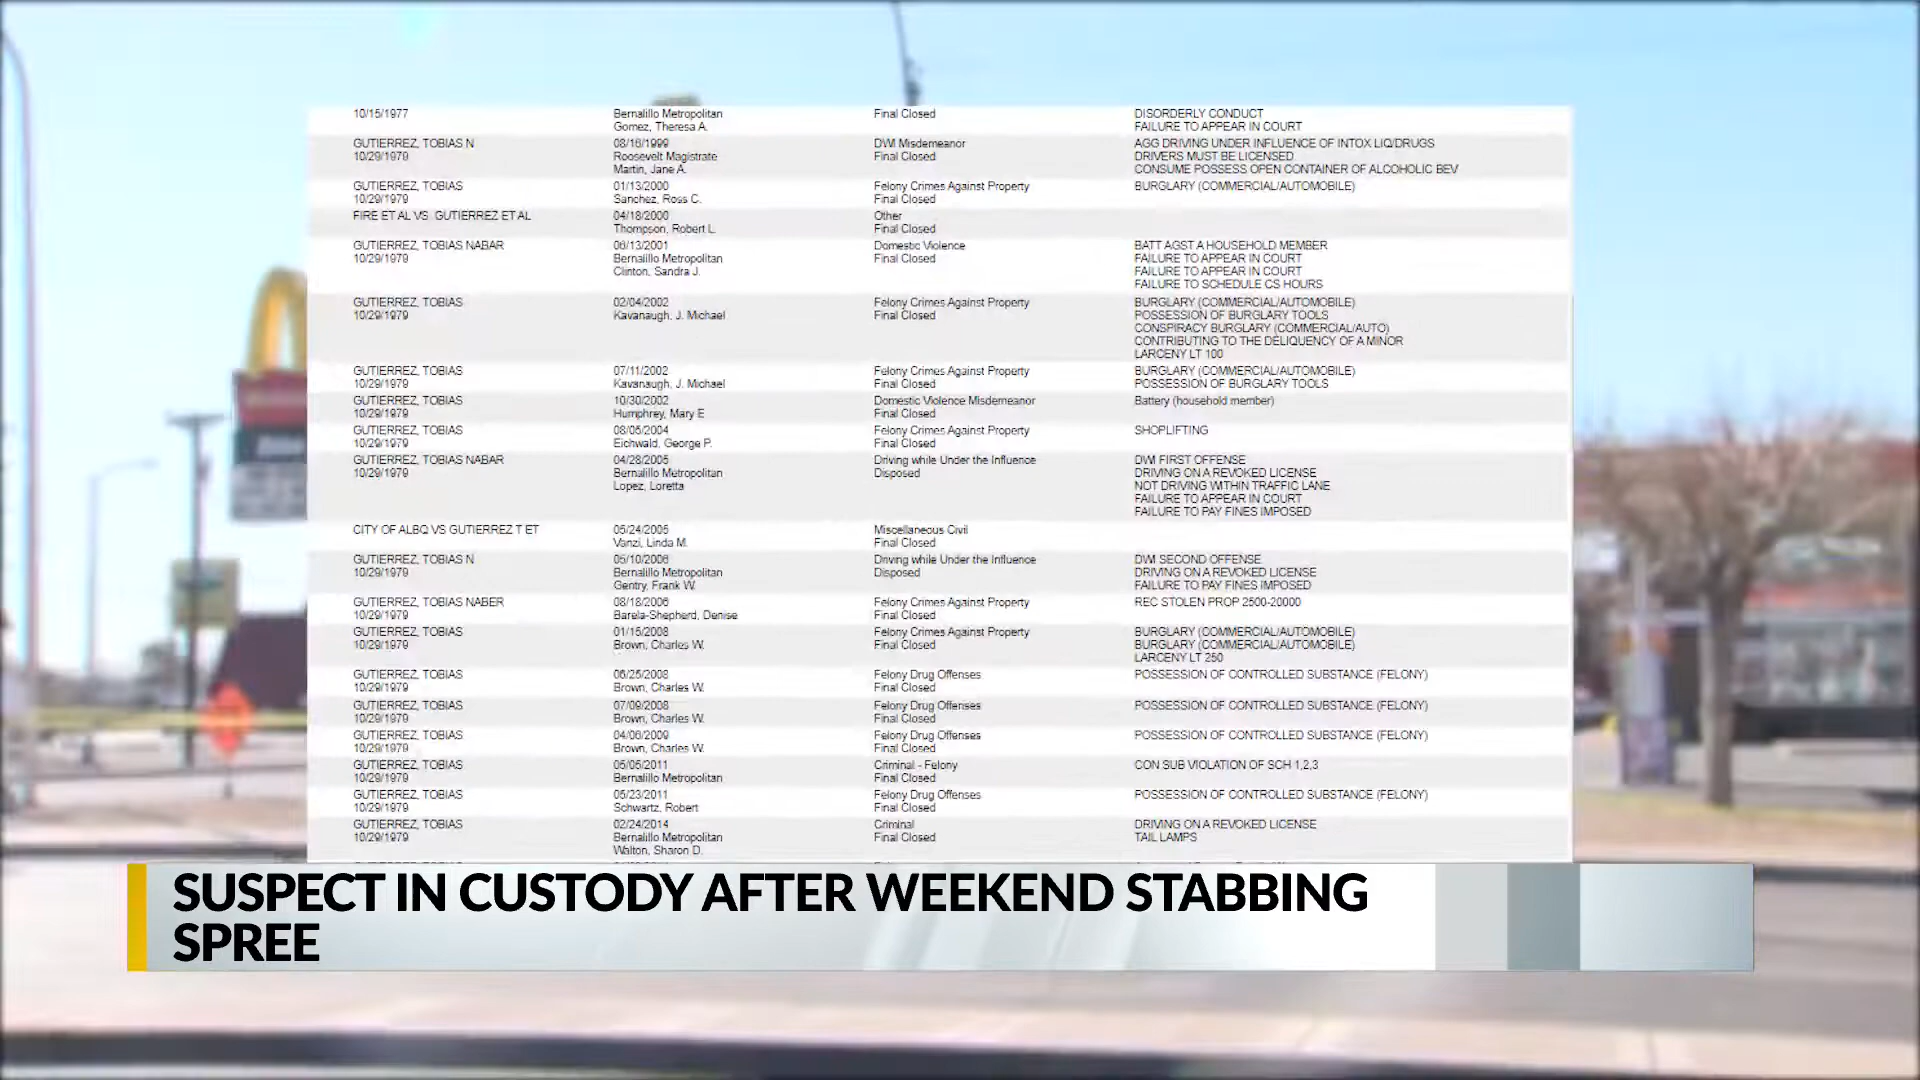 10/15/1977 Bernalillo Metropolitan Final Closed DISORDERLY CONDUCT
Gomez, Theresa A. FAILURE TO APPEAR IN COURT
GUTIERREZ, TOBIAS N 08/16/1999 DWI Misdemeanor AGG DRIVING UNDER INFLUENCE OF INTOX LIQ/DRUGS
10/29/1979 Roosevelt Magistrate Final Closed DRIVERS MUST BE LICENSED
Martin, Jane A. CONSUME POSSESS OPEN CONTAINER OF ALCOHOLIC BEV
GUTIERREZ, TOBIAS 01/13/2000 Felony Crimes Against Property BURGLARY (COMMERCIAL/AUTOMOBILE)
10/29/1979 Sanchez, Ross C. Final Closed
FIRE ET AL VS. GUTIERREZ ET AL 04/18/2000 Other
Thompson, Robert L. Final Closed
GUTIERREZ, TOBIAS NABAR 06/13/2001 Domestic Violence BATT AGST A HOUSEHOLD MEMBER
10/29/1979 Bernalillo Metropolitan Final Closed FAILURE TO APPEAR IN COURT
Clinton, Sandra J. FAILURE TO APPEAR IN COURT
FAILURE TO SCHEDULE CS HOURS
GUTIERREZ, TOBIAS 02/04/2002 Felony Crimes Against Property BURGLARY (COMMERCIAL/AUTOMOBILE)
10/29/1979 Kavanaugh, J. Michael Final Closed POSSESSION OF BURGLARY TOOLS
CONSPIRACY BURGLARY (COMMERCIAL/AUTO)
CONTRIBUTING TO THE DELIQUENCY OF A MINOR
LARCENY LT 100
GUTIERREZ, TOBIAS 07/11/2002 Felony Crimes Against Property BURGLARY (COMMERCIAL/AUTOMOBILE)
10/29/1979 Kavanaugh, J. Michael Final Closed POSSESSION OF BURGLARY TOOLS
GUTIERREZ, TOBIAS 10/30/2002 Domestic Violence Misdemeanor Battery (household member)
10/29/1979 Humphrey, Mary E Final Closed
GUTIERREZ, TOBIAS 08/05/2004 Felony Crimes Against Property SHOPLIFTING
10/29/1979 Eichwald, George P. Final Closed
GUTIERREZ, TOBIAS NABAR 04/28/2005 Driving while Under the Influence DWI FIRST OFFENSE
10/29/1979 Bernalillo Metropolitan Disposed DRIVING ON A REVOKED LICENSE
Lopez, Loretta NOT DRIVING WITHIN TRAFFIC LANE
FAILURE TO APPEAR IN COURT
FAILURE TO PAY FINES IMPOSED
CITY OF ALBQ VS GUTIERREZ T ET 05/24/2005 Miscellaneous Civil
Vanzi, Linda M. Final Closed
GUTIERREZ, TOBIAS N 05/10/2006 Driving while Under the Influence DWI SECOND OFFENSE
10/29/1979 Bernalillo Metropolitan Disposed DRIVING ON A REVOKED LICENSE
Gentry, Frank W. FAILURE TO PAY FINES IMPOSED
GUTIERREZ, TOBIAS NABER 08/18/2006 Felony Crimes Against Property REC STOLEN PROP 2500-20000
10/29/1979 Barela-Shepherd, Denise Final Closed
GUTIERREZ, TOBIAS 01/15/2008 Felony Crimes Against Property BURGLARY (COMMERCIAL/AUTOMOBILE)
10/29/1979 Brown, Charles W. Final Closed BURGLARY (COMMERCIAL/AUTOMOBILE)
LARCENY LT 250
GUTIERREZ, TOBIAS 06/25/2008 Felony Drug Offenses POSSESSION OF CONTROLLED SUBSTANCE (FELONY)
10/29/1979 Brown, Charles W. Final Closed
GUTIERREZ, TOBIAS 07/09/2008 Felony Drug Offenses POSSESSION OF CONTROLLED SUBSTANCE (FELONY)
10/29/1979 Brown, Charles W. Final Closed
GUTIERREZ, TOBIAS 04/06/2009 Felony Drug Offenses POSSESSION OF CONTROLLED SUBSTANCE (FELONY)
10/29/1979 Brown, Charles W. Final Closed
GUTIERREZ, TOBIAS 05/05/2011 Criminal - Felony CON SUB VIOLATION OF SCH 1,2,3
10/29/1979 Bernalillo Metropolitan Final Closed
GUTIERREZ, TOBIAS 05/23/2011 Felony Drug Offenses POSSESSION OF CONTROLLED SUBSTANCE (FELONY)
10/29/1979 Schwartz, Robert Final Closed
GUTIERREZ, TOBIAS 02/24/2014 Criminal DRIVING ON A REVOKED LICENSE
10/29/1979 Bernalillo Metropolitan Final Closed TAIL LAMPS
Walton, Sharon D.
SUSPECT IN CUSTODY AFTER WEEKEND STABBING
SPREE